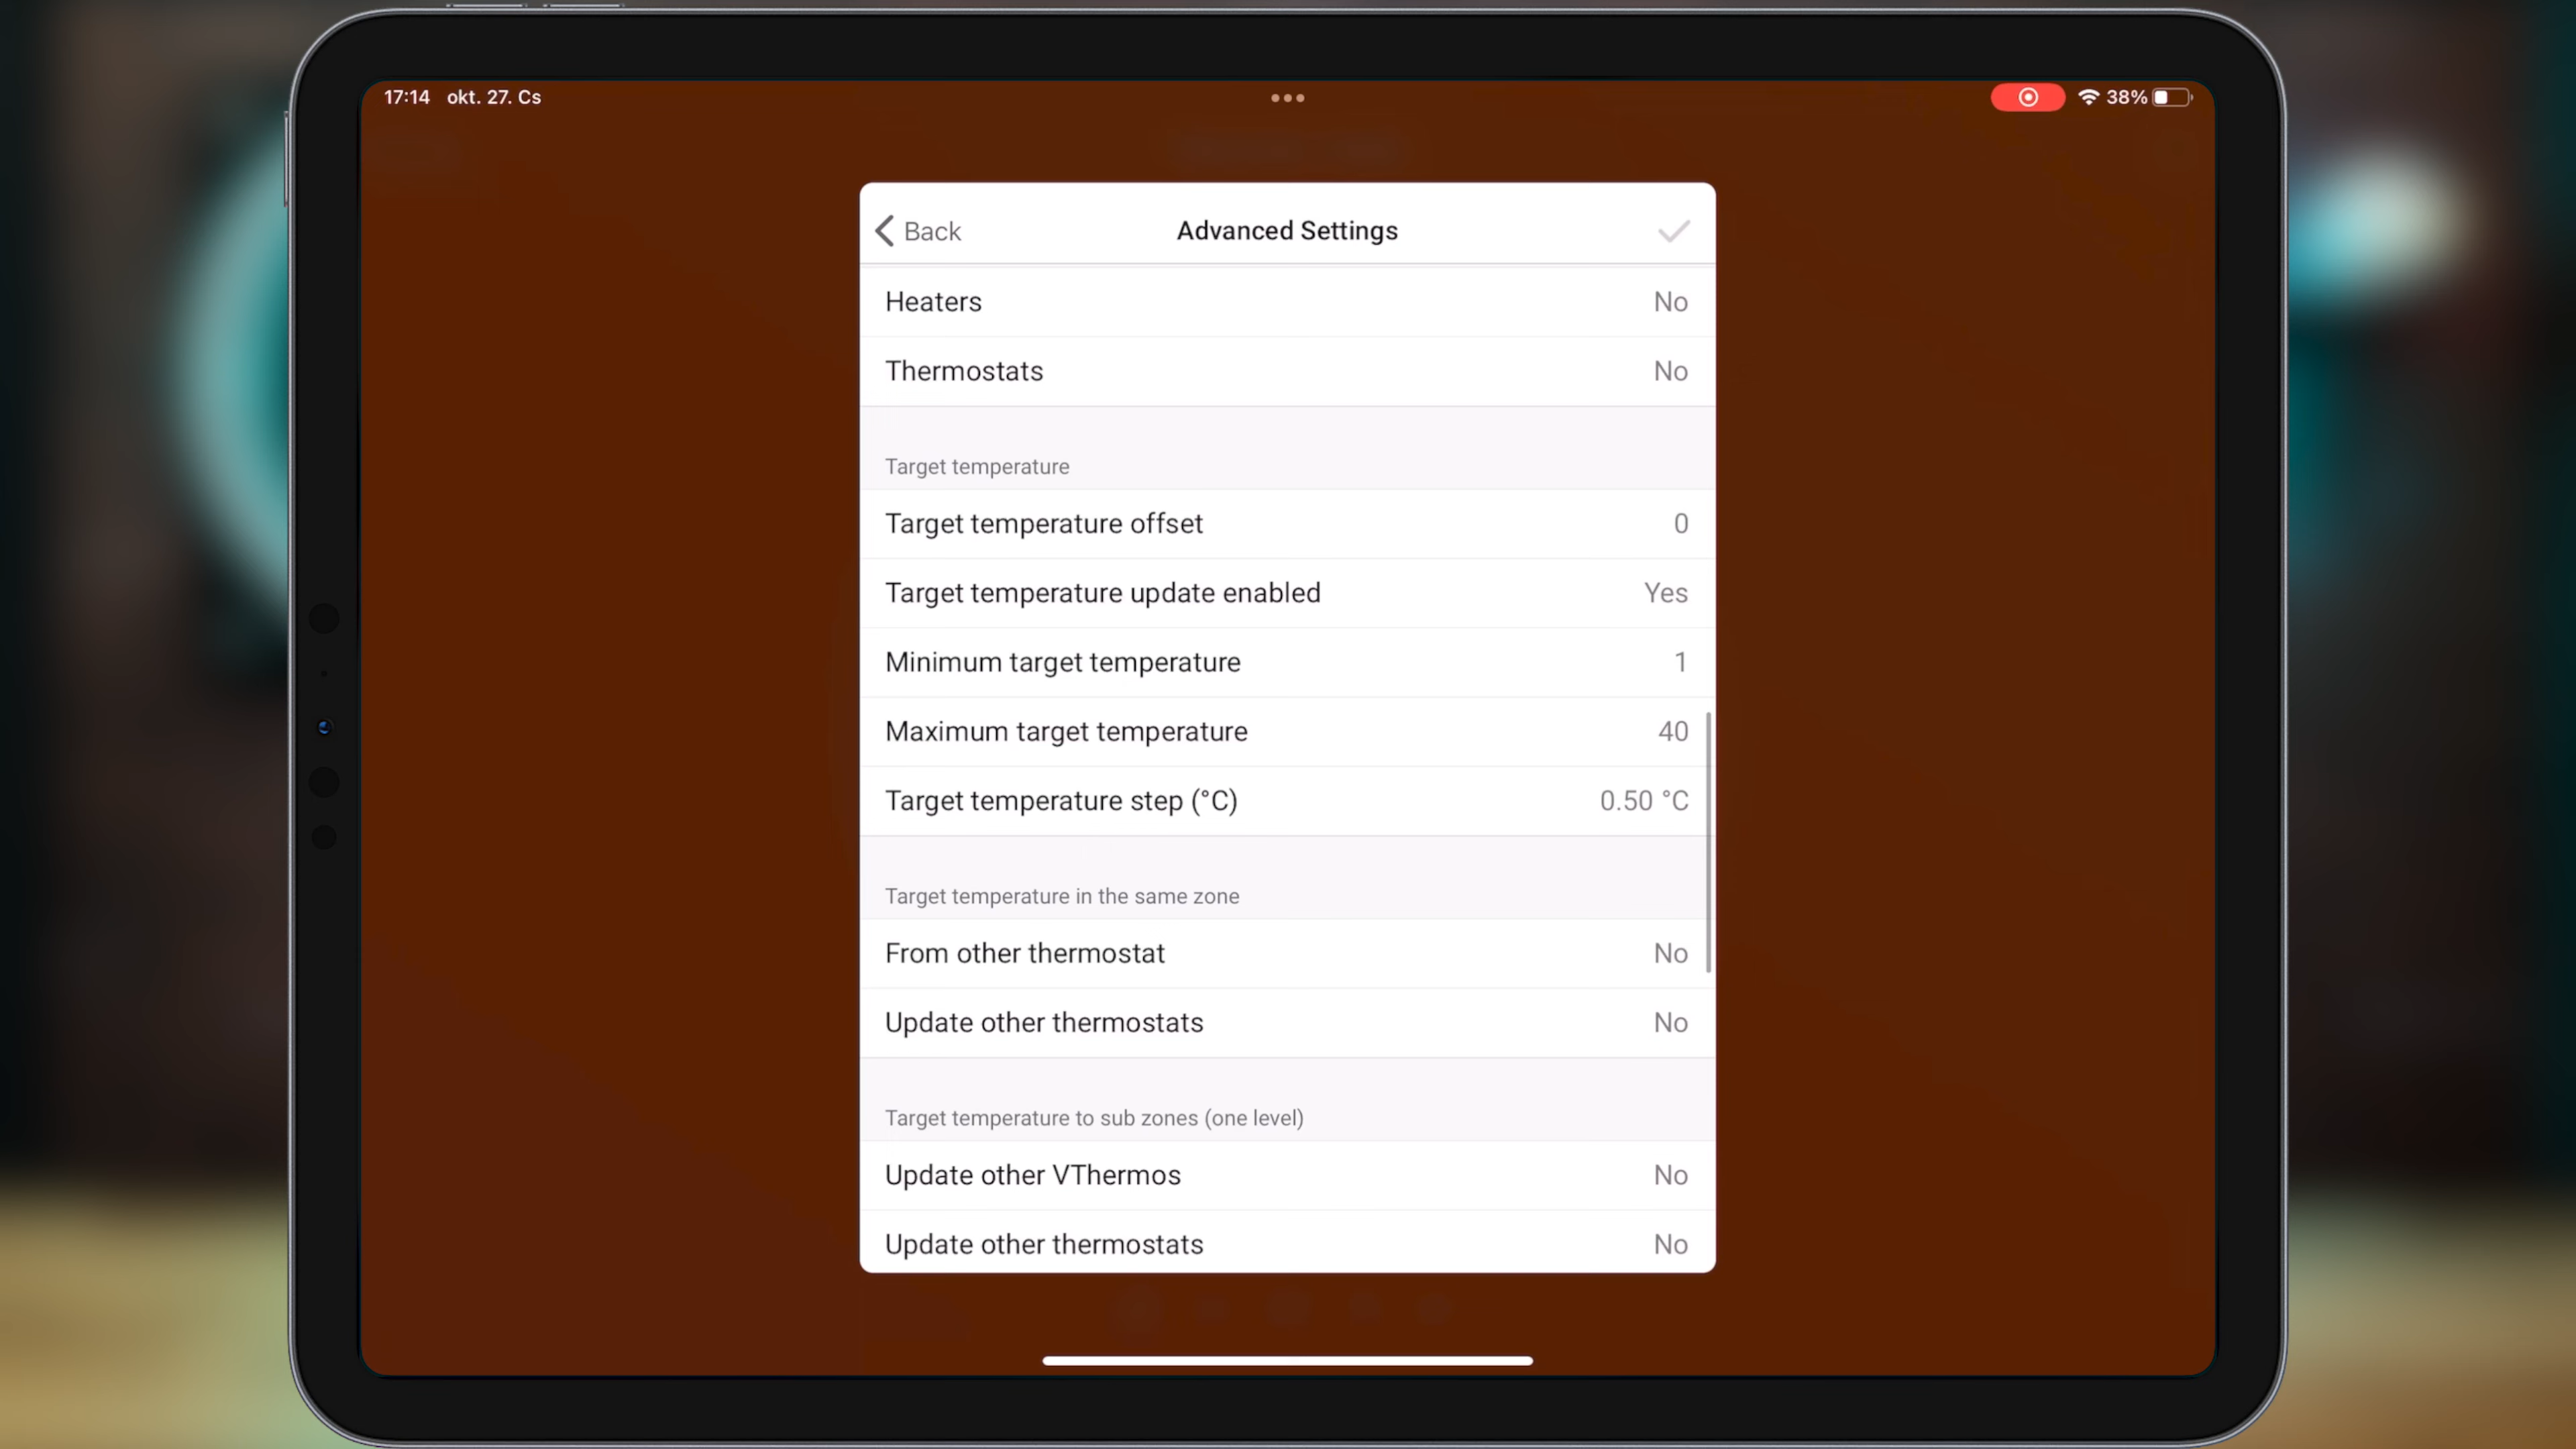 17:14 okt. 27. Cs
38%
Back
Advanced Settings
Heaters No
Thermostats No
Target temperature
Target temperature offset 0
Target temperature update enabled Yes
Minimum target temperature 1
Maximum target temperature 40
Target temperature step (°C) 0.50 °C
Target temperature in the same zone
From other thermostat No
Update other thermostats No
Target temperature to sub zones (one level)
Update other VThermos No
Update other thermostats No